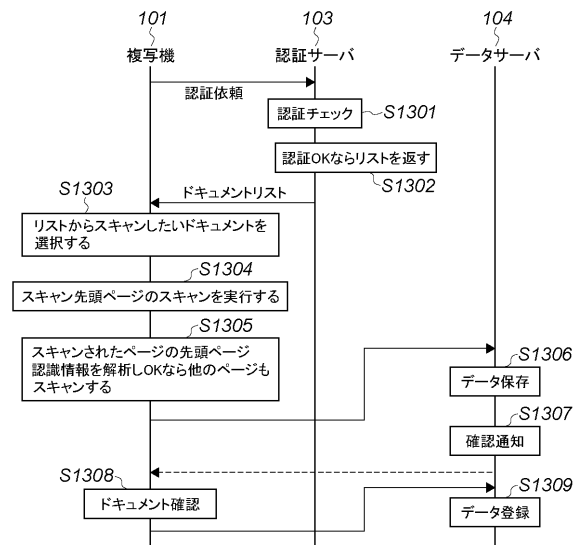 101
103
104
複写機
認証サーバ
データサーバ
認証依頼
認証チェック
S1301
認証OKならリストを返す
S1302
ドキュメントリスト
S1303
リストからスキャンしたいドキュメントを
選択する
S1304
スキャン先頭ページのスキャンを実行する
S1305
スキャンされたページの先頭ページ
認識情報を解析しOKなら他のページも
スキャンする
S1306
データ保存
S1307
確認通知
S1308
ドキュメント確認
S1309
データ登録